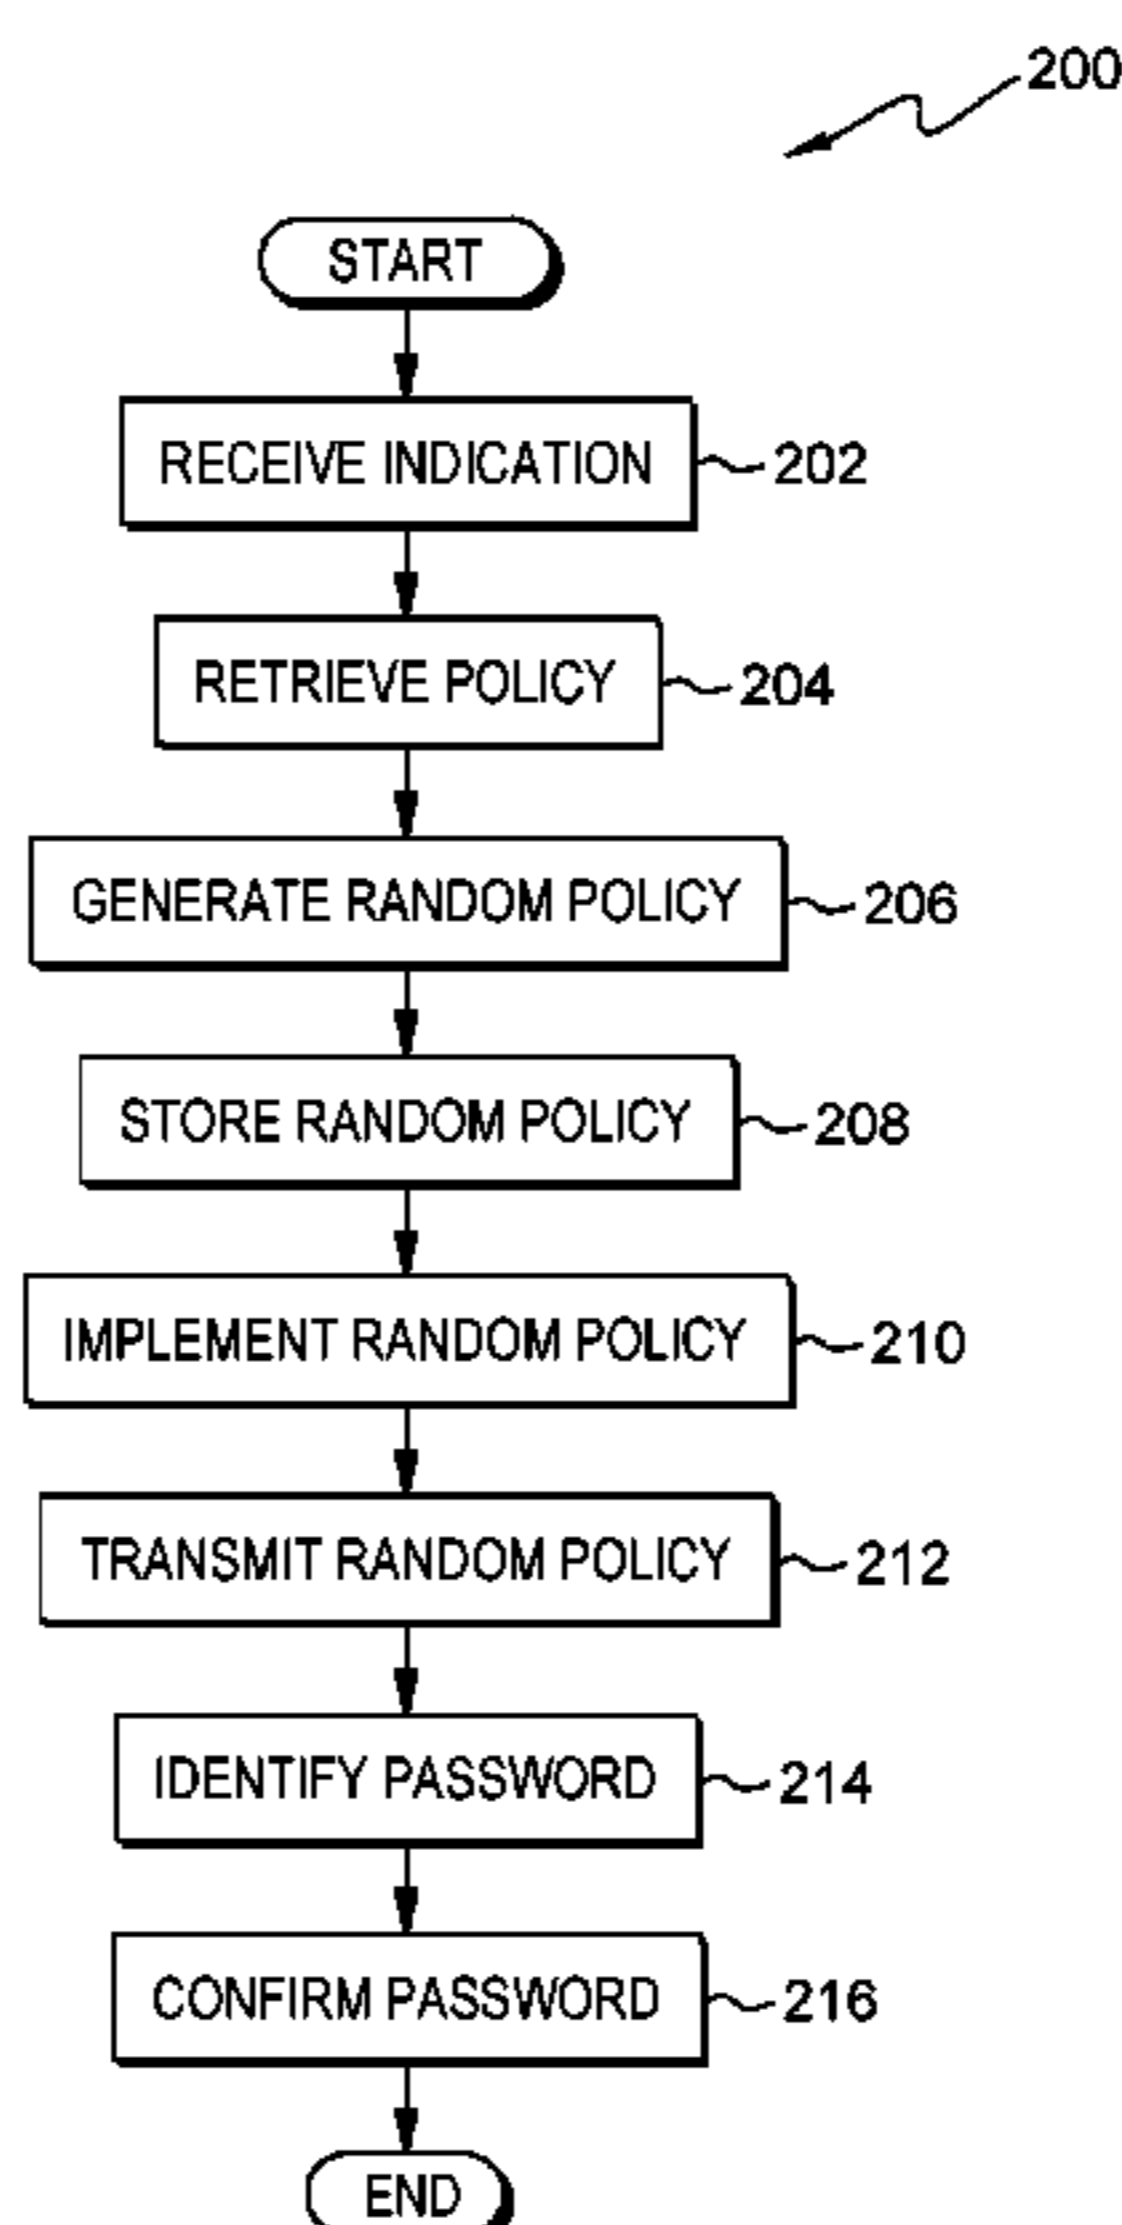 200
START
RECEIVE INDICATION 202
RETRIEVE POLICY 204
GENERATE RANDOM POLICY 206
STORE RANDOM POLICY 208
IMPLEMENT RANDOM POLICY 210
TRANSMIT RANDOM POLICY 212
IDENTIFY PASSWORD 214
CONFIRM PASSWORD 216
END